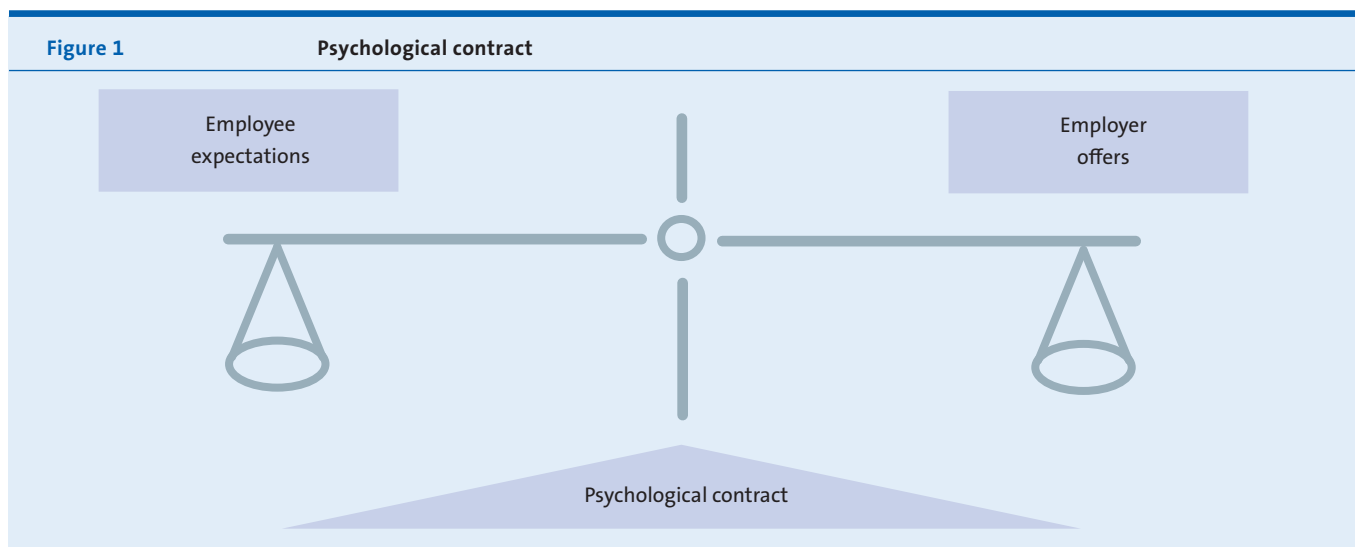 Figure 1 Psychological contract
Employee
expectations
Employer
offers
Psychological contract